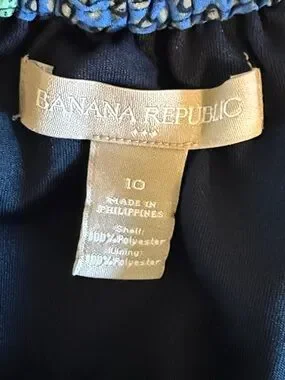 BANANA REPUBLIC
10
MADE IN
PHILIPPINES
Shell:
100%Polyester
Lining:
100%Polyester